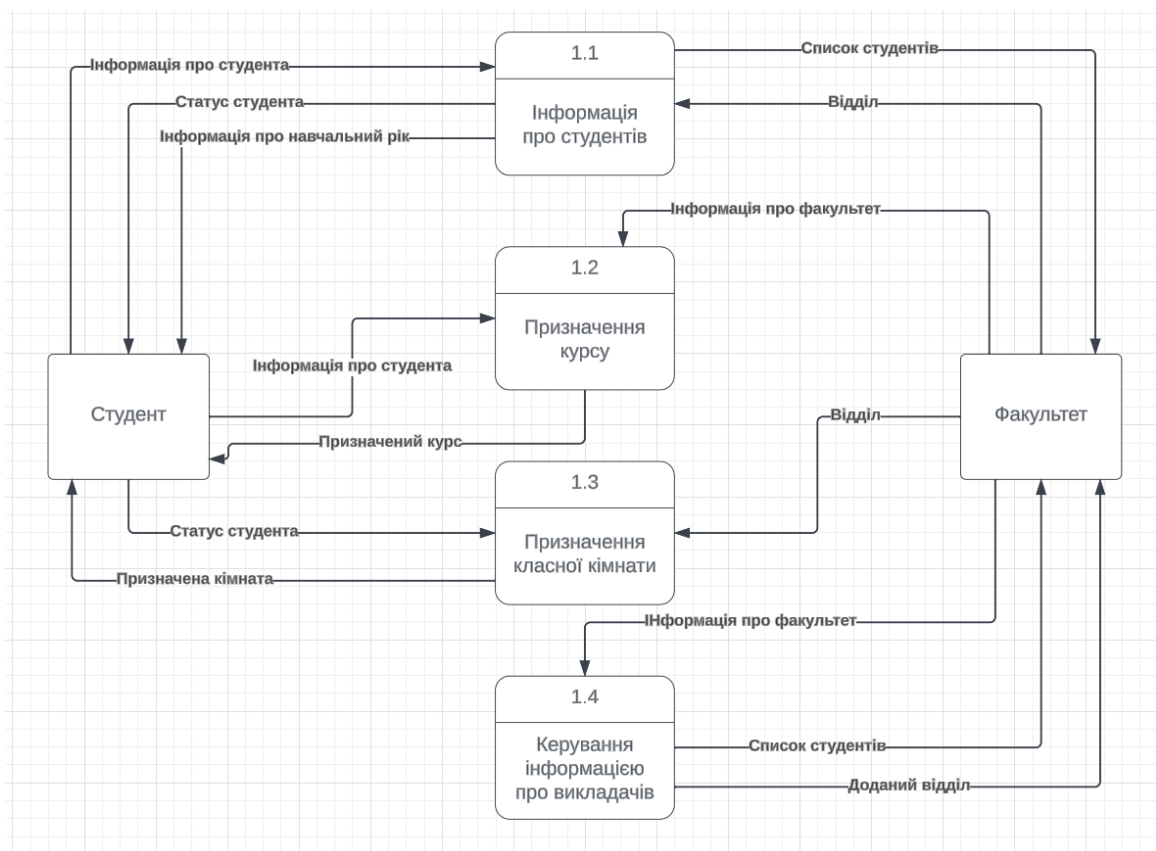 1.1
Список студентів
Інформація про студента
Статус студента
Відділ
Інформація
про студентів
Інформація про навчальний рік
Інформація про факультет
1.2
Призначення
курсу
Інформація про студента
Студент
Відділ
Факультет
Призначений курс
1.3
Статус студента
Призначення
класної кімнати
Призначена кімната
ІНформація про факультет
1.4
Керування
інформацією
про викладачів
Список студентів
Доданий відділ